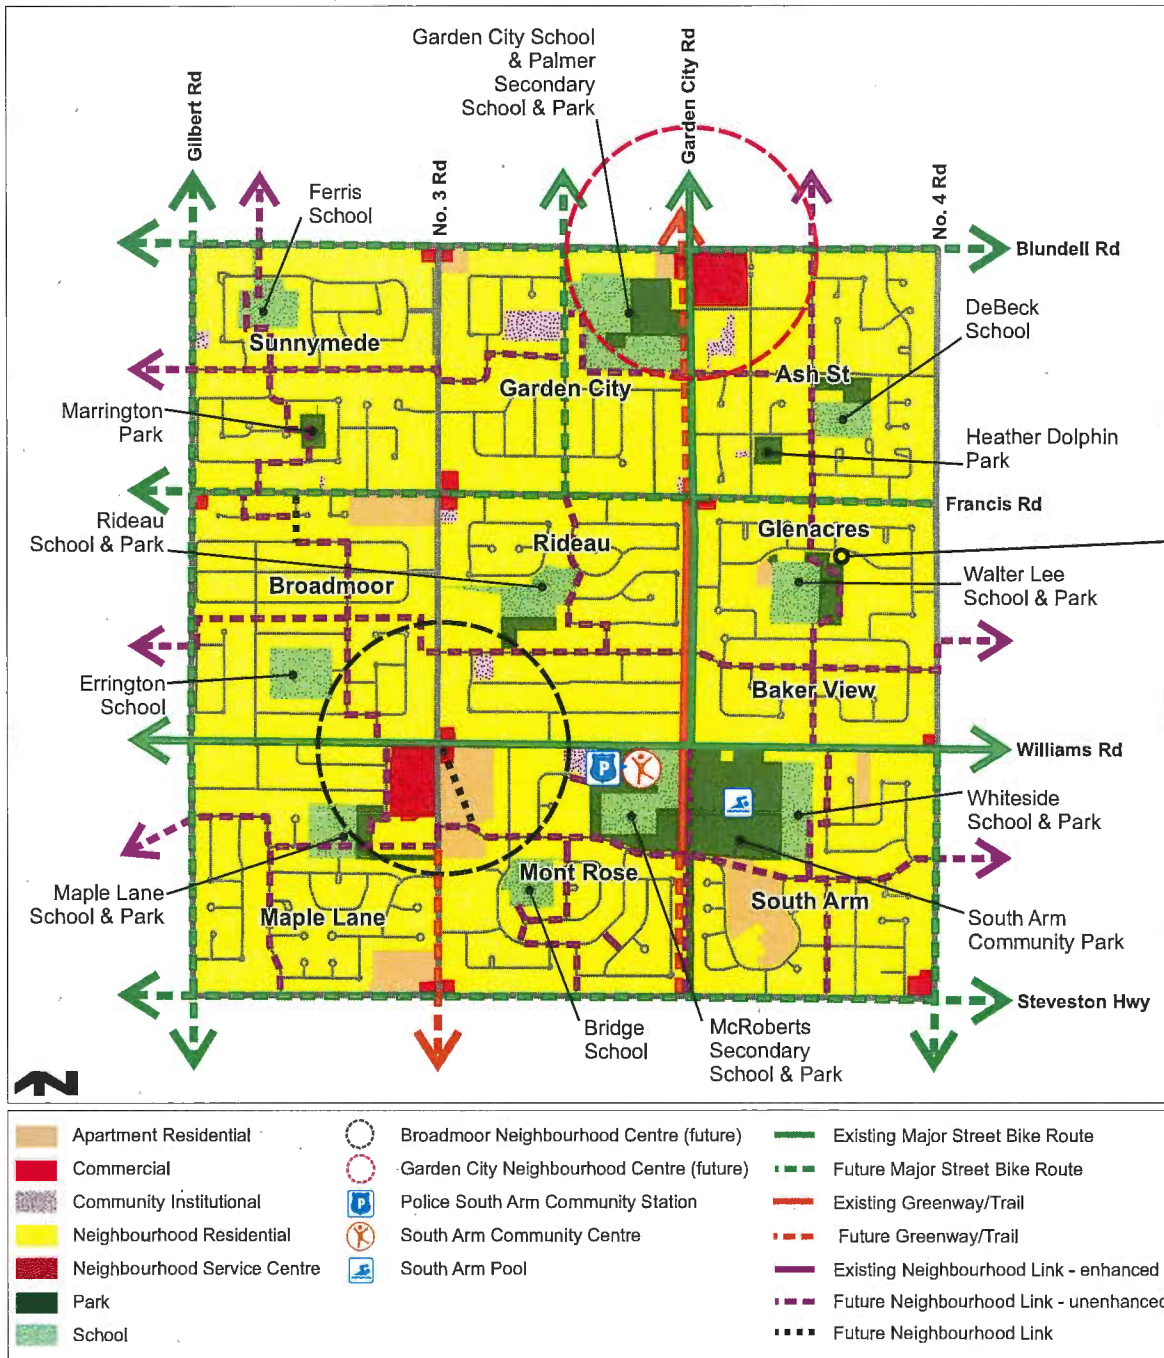 Garden City School
& Palmer
Secondary
School & Park
Garden City Rd
Gilbert Rd
No. 3 Rd
No. 4 Rd
Ferris
School
Blundell Rd
DeBeck
School
Sunnymede
Garden City
Ash St
Marrington
Park
Heather Dolphin
Park
Francis Rd
Rideau
School & Park
Rideau
Glenacres
Broadmoor
Walter Lee
School & Park
Errington
School
Baker View
Williams Rd
P
Whiteside
School & Park
Maple Lane
School & Park
Maple Lane
Mont Rose
South Arm
South Arm
Community Park
Steveston Hwy
Bridge
School
McRoberts
Secondary
School & Park
N
Apartment Residential
Commercial
Community Institutional
Neighbourhood Residential
Neighbourhood Service Centre
Park
School
Broadmoor Neighbourhood Centre (future)
Garden City Neighbourhood Centre (future)
P
Police South Arm Community Station
South Arm Community Centre
South Arm Pool
Existing Major Street Bike Route
Future Major Street Bike Route
Existing Greenway/Trail
Future Greenway/Trail
Existing Neighbourhood Link - enhanced
Future Neighbourhood Link - unenhanced
Future Neighbourhood Link